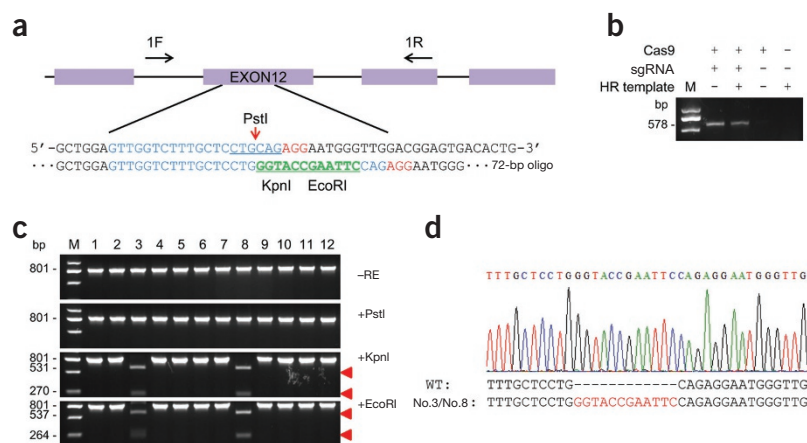 a
1F
1R
EXON12
PstI
5′-GCTGGAGTTGGTCTTTGCTCCTGCAGAGGAATGGGTTGGACGGAGTGACACTG-3′
···GCTGGAGTTGGTCTTTGCTCCTGGGTACCGAATTCCAGAGGAATGGG···72-bp oligo
KpnI EcoRI
b
Cas9 + + + –
sgRNA + + – –
HR template M – + – +
bp
578
c
bp M 1 2 3 4 5 6 7 8 9 10 11 12
801 –RE
801 +PstI
801 +KpnI
531
270
801 +EcoRI
537
264
d
TTTGCTCCTGGGTACCGAATTCCAGAGGAATGGGTTG
WT: TTTGCTCCTG------------CAGAGGAATGGGTTG
No.3/No.8: TTTGCTCCTGGGTACCGAATTCCAGAGGAATGGGTTG